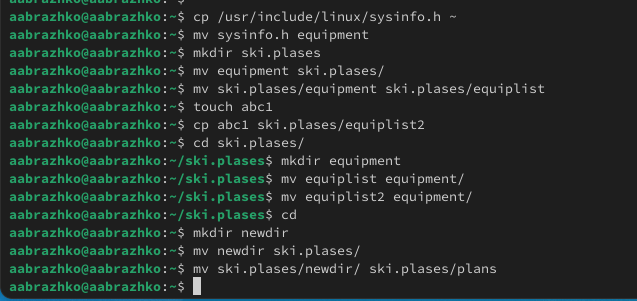 aabrazhko@aabrazhko:~$ cp /usr/include/linux/sysinfo.h ~
aabrazhko@aabrazhko:~$ mv sysinfo.h equipment
aabrazhko@aabrazhko:~$ mkdir ski.plases
aabrazhko@aabrazhko:~$ mv equipment ski.plases/
aabrazhko@aabrazhko:~$ mv ski.plases/equipment ski.plases/equiplist
aabrazhko@aabrazhko:~$ touch abc1
aabrazhko@aabrazhko:~$ cp abc1 ski.plases/equiplist2
aabrazhko@aabrazhko:~$ cd ski.plases/
aabrazhko@aabrazhko:~/ski.plases$ mkdir equipment
aabrazhko@aabrazhko:~/ski.plases$ mv equiplist equipment/
aabrazhko@aabrazhko:~/ski.plases$ mv equiplist2 equipment/
aabrazhko@aabrazhko:~/ski.plases$ cd
aabrazhko@aabrazhko:~$ mkdir newdir
aabrazhko@aabrazhko:~$ mv newdir ski.plases/
aabrazhko@aabrazhko:~$ mv ski.plases/newdir/ ski.plases/plans
aabrazhko@aabrazhko:~$